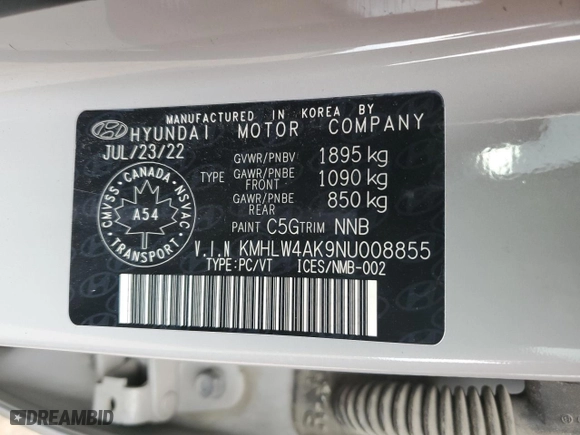 MANUFACTURED IN KOREA BY
HYUNDAI MOTOR COMPANY
JUL/23/22
GVWR/PNBV 1895 kg
TYPE GAWR/PNBE FRONT 1090 kg
GAWR/PNBE REAR 850 kg
PAINT C5G TRIM NNB
CMVSS · CANADA · NSVAC
A54
TRANSPORT
V.I.N KMHLW4AK9NU008855
TYPE:PC/VT ICES/NMB-002
DREAMBID